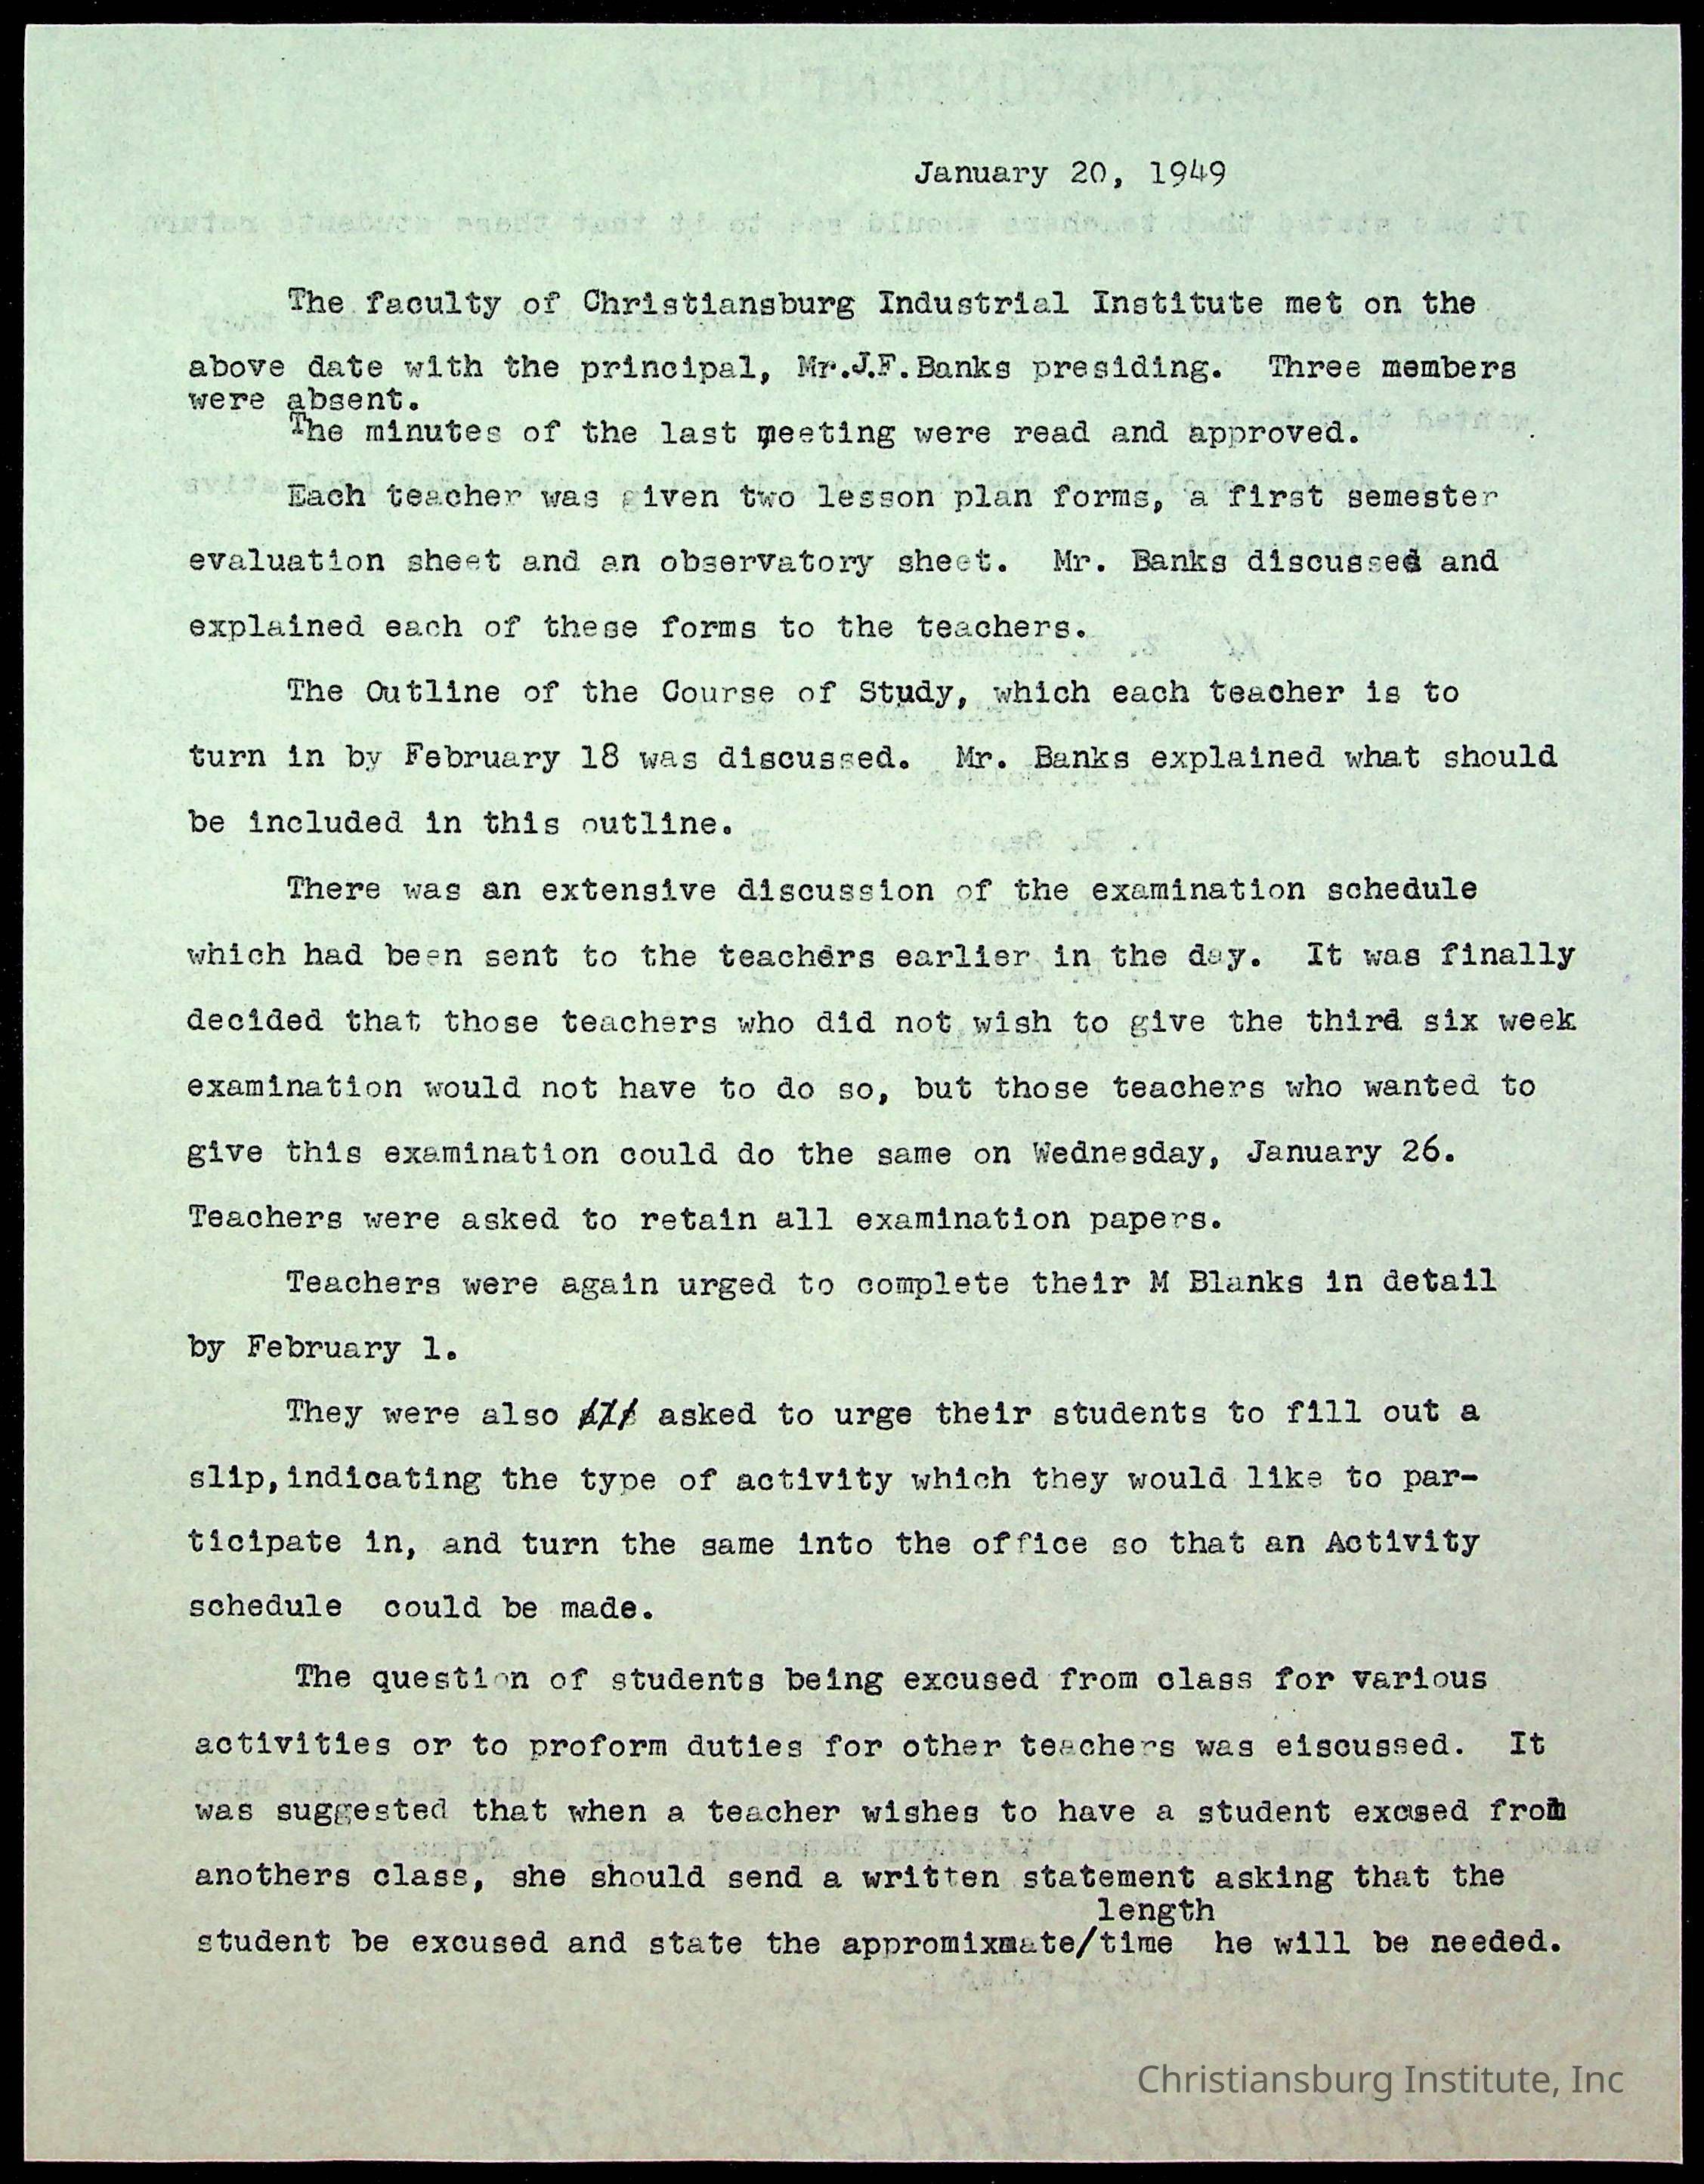 January 20, 1949
The faculty of Christiansburg Industrial Institute met on the
above date with the principal, Mr.J.F.Banks presiding. Three members
were absent.
The minutes of the last meeting were read and approved.
Each teacher was given two lesson plan forms, a first semester
evaluation sheet and an observatory sheet. Mr. Banks discussed and
explained each of these forms to the teachers.
The Outline of the Course of Study, which each teacher is to
turn in by February 18 was discussed. Mr. Banks explained what should
be included in this outline.
There was an extensive discussion of the examination schedule
which had been sent to the teachers earlier in the day. It was finally
decided that those teachers who did not wish to give the third six week
examination would not have to do so, but those teachers who wanted to
give this examination could do the same on Wednesday, January 26.
Teachers were asked to retain all examination papers.
Teachers were again urged to complete their M Blanks in detail
by February 1.
They were also asked to urge their students to fill out a
slip,indicating the type of activity which they would like to par-
ticipate in, and turn the same into the office so that an Activity
schedule could be made.
The question of students being excused from class for various
activities or to proform duties for other teachers was eiscussed. It
was suggested that when a teacher wishes to have a student excused from
anothers class, she should send a written statement asking that the
length
student be excused and state the appromixmate/time he will be needed.
Christiansburg Institute, Inc